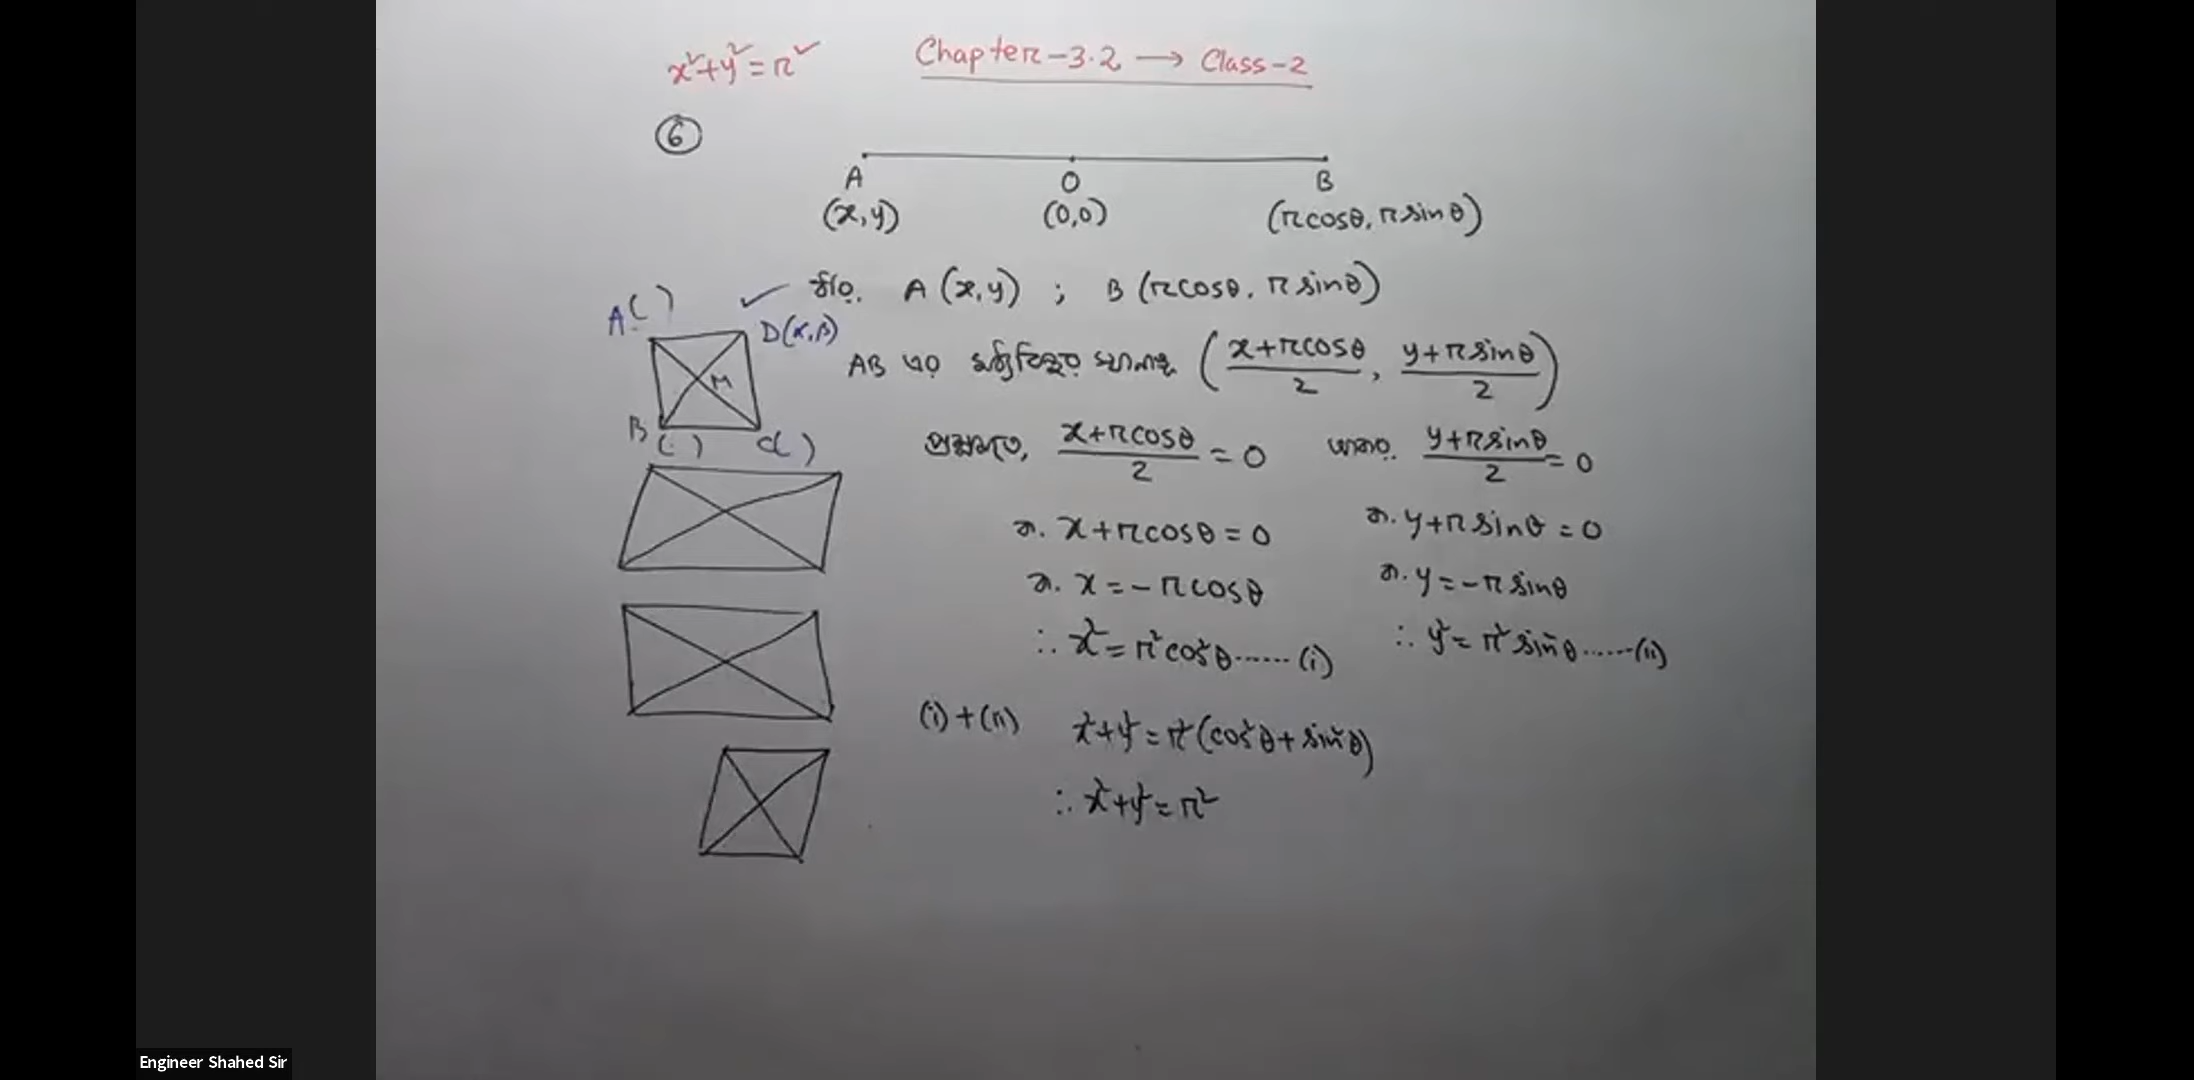 x²+y²=r²
Chapter-3.2 → Class-2
6
A O B
(x,y) (0,0) (rcosθ, rsinθ)
ধরি, A (x,y) ; B (rcosθ, rsinθ)
A( )
D(α,β)
M
B( ) C( )
AB এর মধ্যবিন্দুর স্থানাঙ্ক ((x+rcosθ)/2, (y+rsinθ)/2)
প্রশ্নমতে, (x+rcosθ)/2 = 0 (y+rsinθ)/2 = 0
বা, x+rcosθ=0 বা, y+rsinθ=0
বা, x=-rcosθ বা, y=-rsinθ
∴ x²=r²cos²θ......(i) ∴ y²=r²sin²θ......(ii)
(i)+(ii) x²+y²=r²(cos²θ+sin²θ)
∴ x²+y²=r²
Engineer Shahed Sir